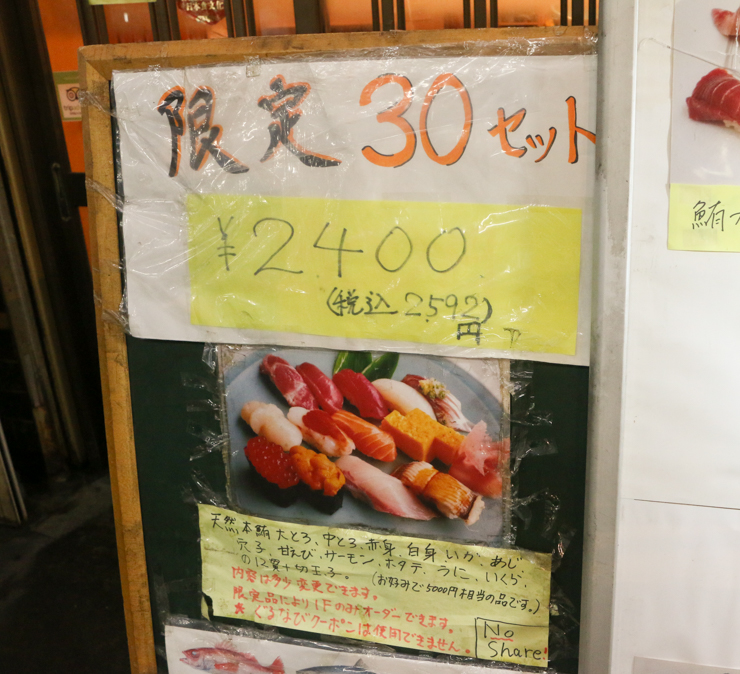 限定30セット
¥2400
(税込2592)
円
天然本鮪大とろ、中とろ、赤身、白身、いか、あじ、
穴子、甘えび、サーモン、ホタテ、うに、いくら、
の12貫+切玉子。(お好みで5000円相当の品です。)
内容は多少変更できます。
限定品により1Fのみオーダーできます。
★ぐるなびクーポンは使用できません。
No
Share!
鮪